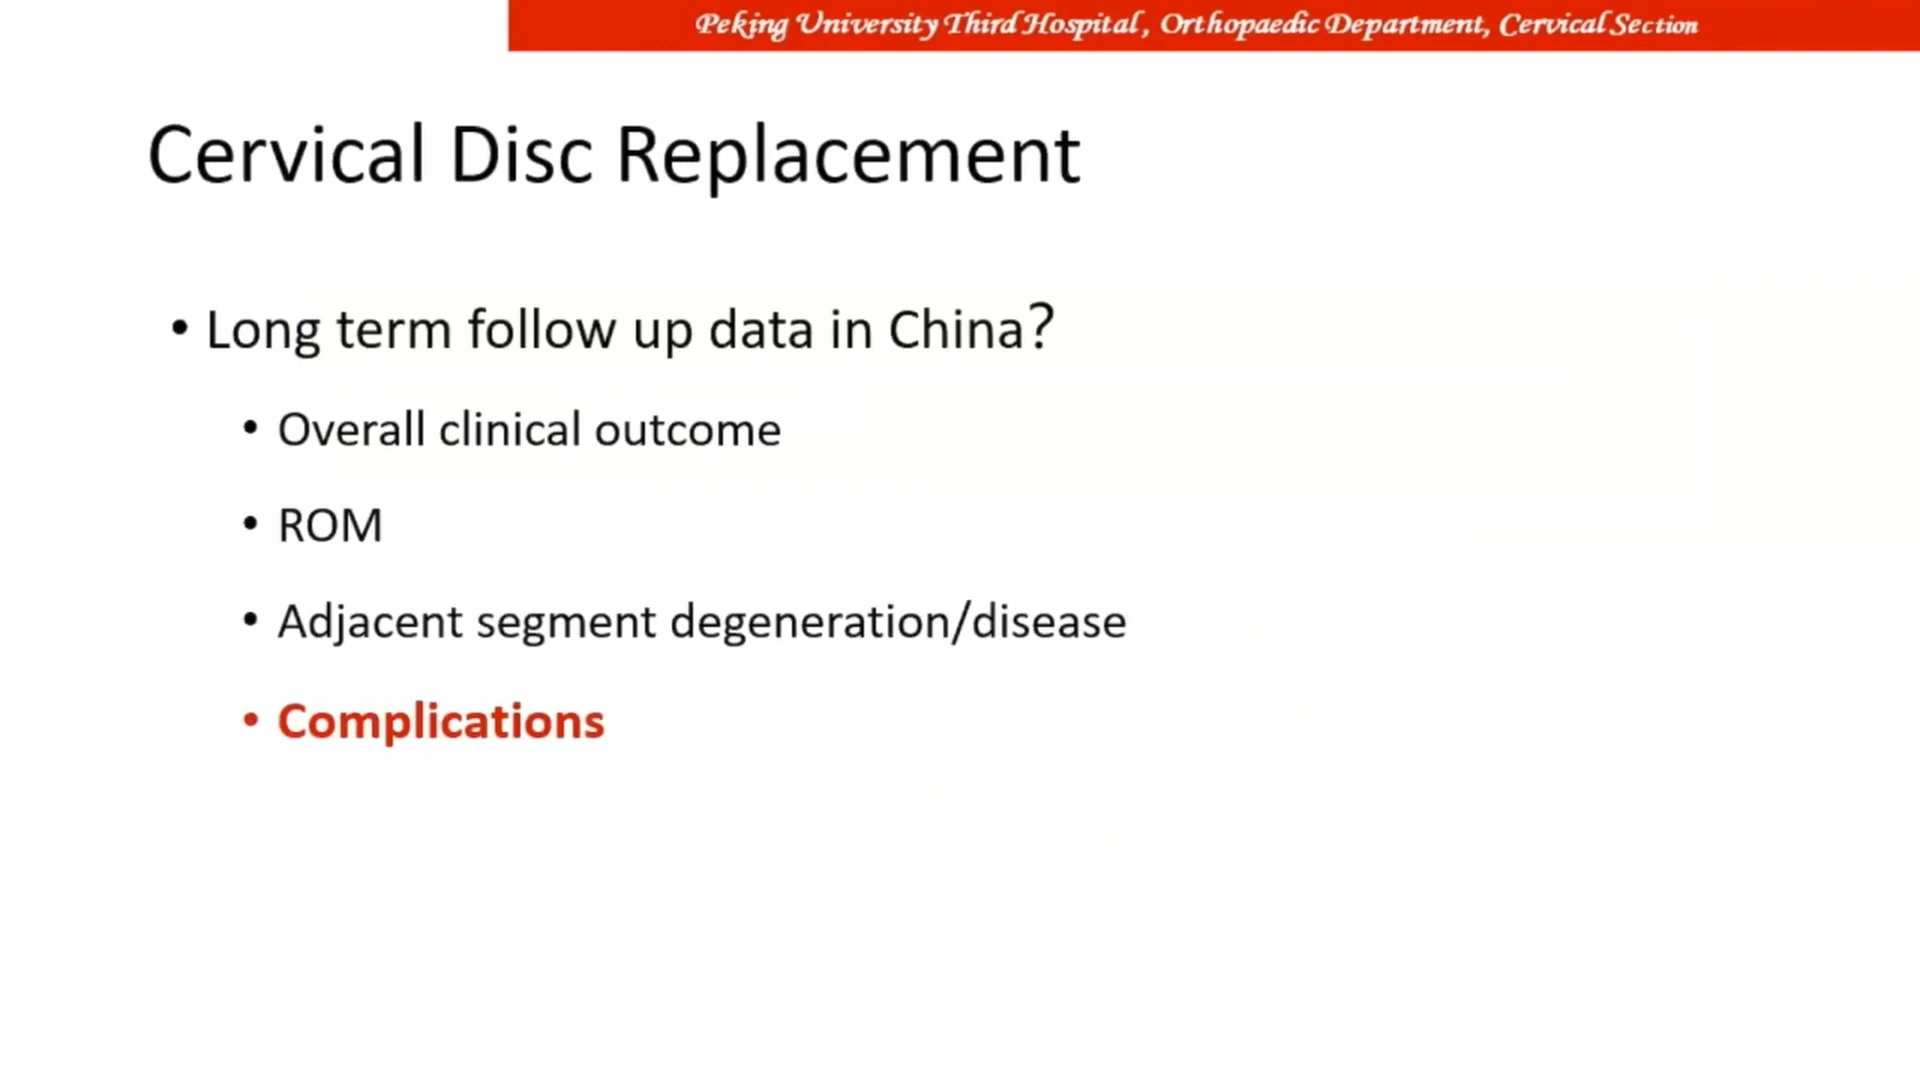 Peking University Third Hospital, Orthopaedic Department, Cervical Section
Cervical Disc Replacement
• Long term follow up data in China？
• Overall clinical outcome
• ROM
• Adjacent segment degeneration/disease
• Complications